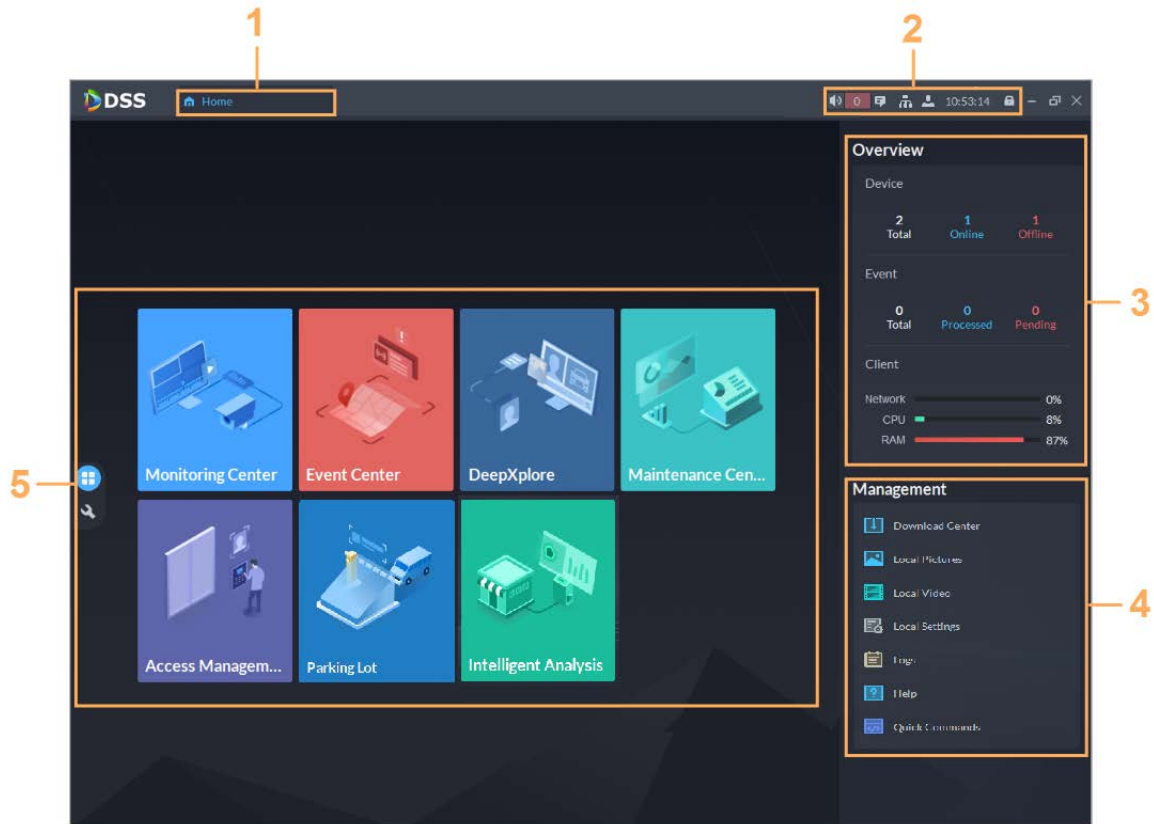 1
2
DSS
Home
0
10:53:14
Overview
Device
2
1
1
Total
Online
Offline
Event
0
0
0
Total
Processed
Pending
Client
Network
0%
CPU
8%
RAM
87%
3
Monitoring Center
Event Center
DeepXplore
Maintenance Cen...
5
Access Managem...
Parking Lot
Intelligent Analysis
Management
Download Center
Local Pictures
Local Video
Local Settings
Logs
Help
Quick Commands
4